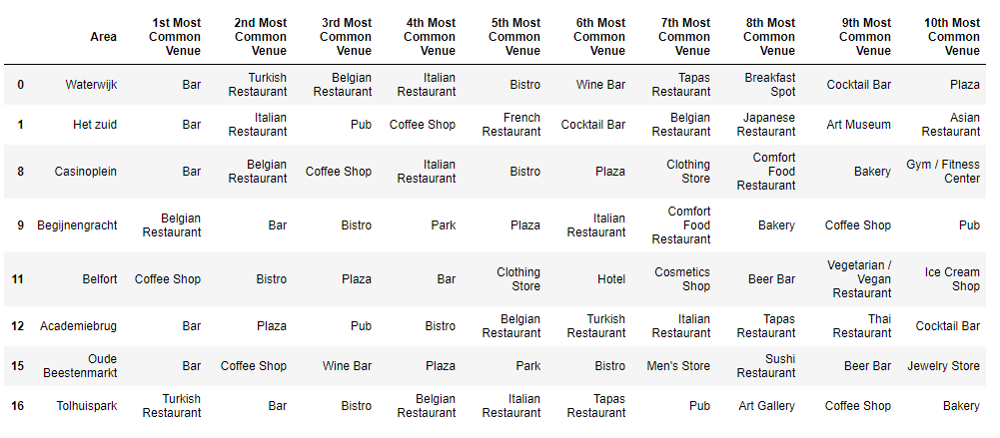 Area 1st Most Common Venue 2nd Most Common Venue 3rd Most Common Venue 4th Most Common Venue 5th Most Common Venue 6th Most Common Venue 7th Most Common Venue 8th Most Common Venue 9th Most Common Venue 10th Most Common Venue
0 Waterwijk Bar Turkish Restaurant Belgian Restaurant Italian Restaurant Bistro Wine Bar Tapas Restaurant Breakfast Spot Cocktail Bar Plaza
1 Het zuid Bar Italian Restaurant Pub Coffee Shop French Restaurant Cocktail Bar Belgian Restaurant Japanese Restaurant Art Museum Asian Restaurant
8 Casinoplein Bar Belgian Restaurant Coffee Shop Italian Restaurant Bistro Plaza Clothing Store Comfort Food Restaurant Bakery Gym / Fitness Center
9 Begijnengracht Belgian Restaurant Bar Bistro Park Plaza Italian Restaurant Comfort Food Restaurant Bakery Coffee Shop Pub
11 Belfort Coffee Shop Bistro Plaza Bar Clothing Store Hotel Cosmetics Shop Beer Bar Vegetarian / Vegan Restaurant Ice Cream Shop
12 Academiebrug Bar Plaza Pub Bistro Belgian Restaurant Turkish Restaurant Italian Restaurant Tapas Restaurant Thai Restaurant Cocktail Bar
15 Oude Beestenmarkt Bar Coffee Shop Wine Bar Plaza Park Bistro Men's Store Sushi Restaurant Beer Bar Jewelry Store
16 Tolhuispark Turkish Restaurant Bar Bistro Belgian Restaurant Italian Restaurant Tapas Restaurant Pub Art Gallery Coffee Shop Bakery